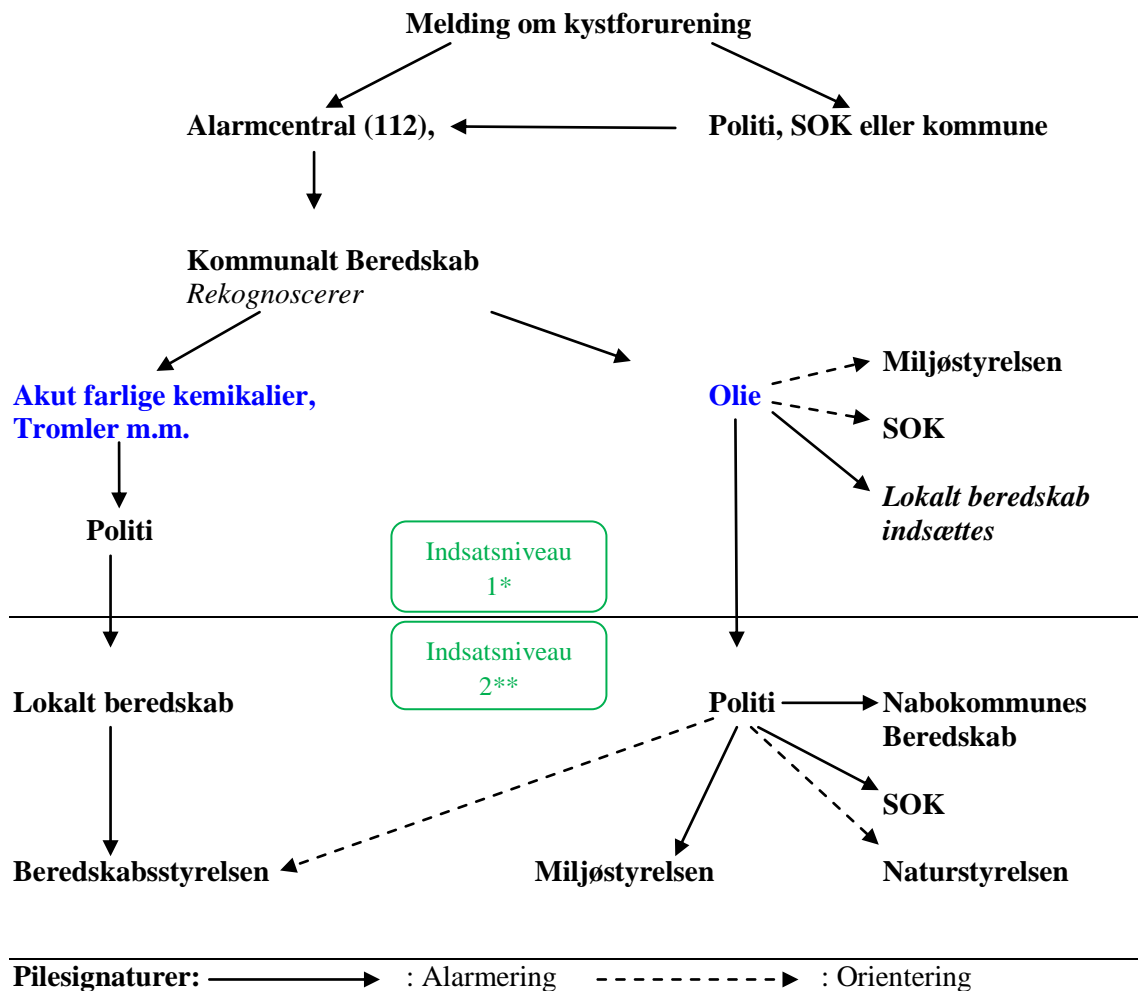 Melding om kystforurening
Alarmcentral (112),
Politi, SOK eller kommune
Kommunalt Beredskab
Rekognoscerer
Akut farlige kemikalier,
Tromler m.m.
Olie
Miljøstyrelsen
SOK
Lokalt beredskab
indsættes
Politi
Indsatsniveau
1*
Indsatsniveau
2**
Lokalt beredskab
Politi
Nabokommunes
Beredskab
SOK
Beredskabsstyrelsen
Miljøstyrelsen
Naturstyrelsen
Pilesignaturer: : Alarmering : Orientering